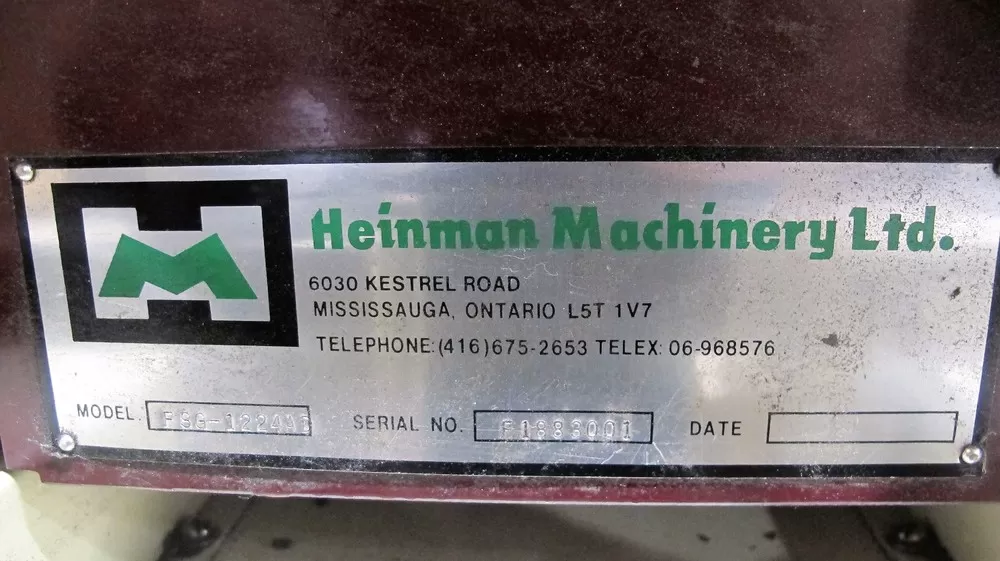 Heinman Machinery Ltd.
6030 KESTREL ROAD
MISSISSAUGA, ONTARIO L5T 1V7
TELEPHONE: (416) 675-2653 TELEX: 06-968576
MODEL. SERIAL NO. DATE